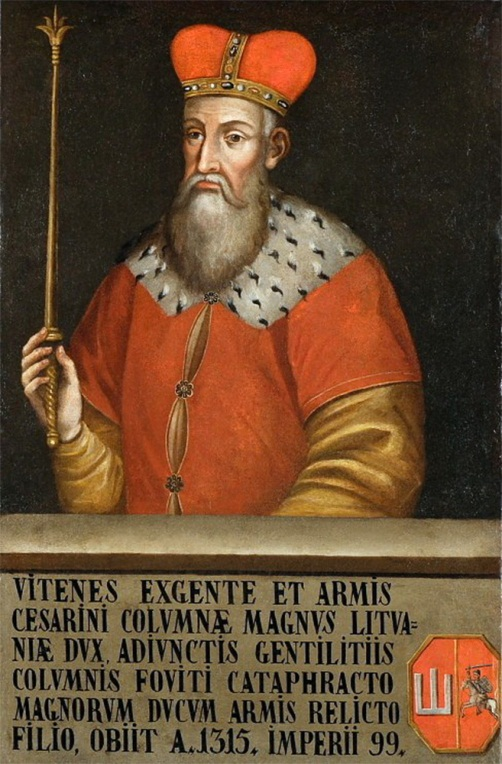 VITENES EXGENTE ET ARMIS
CESARINI COLVMNÆ MAGNVS LITVA=
NIÆ DVX, ADIVNCTIS GENTILITIIS
COLVMNIS FOVITI CATAPHRACTO
MAGNORVM DVCVM ARMIS RELICTO
FILIO, OBIIT A. 1315. IMPERII 99.